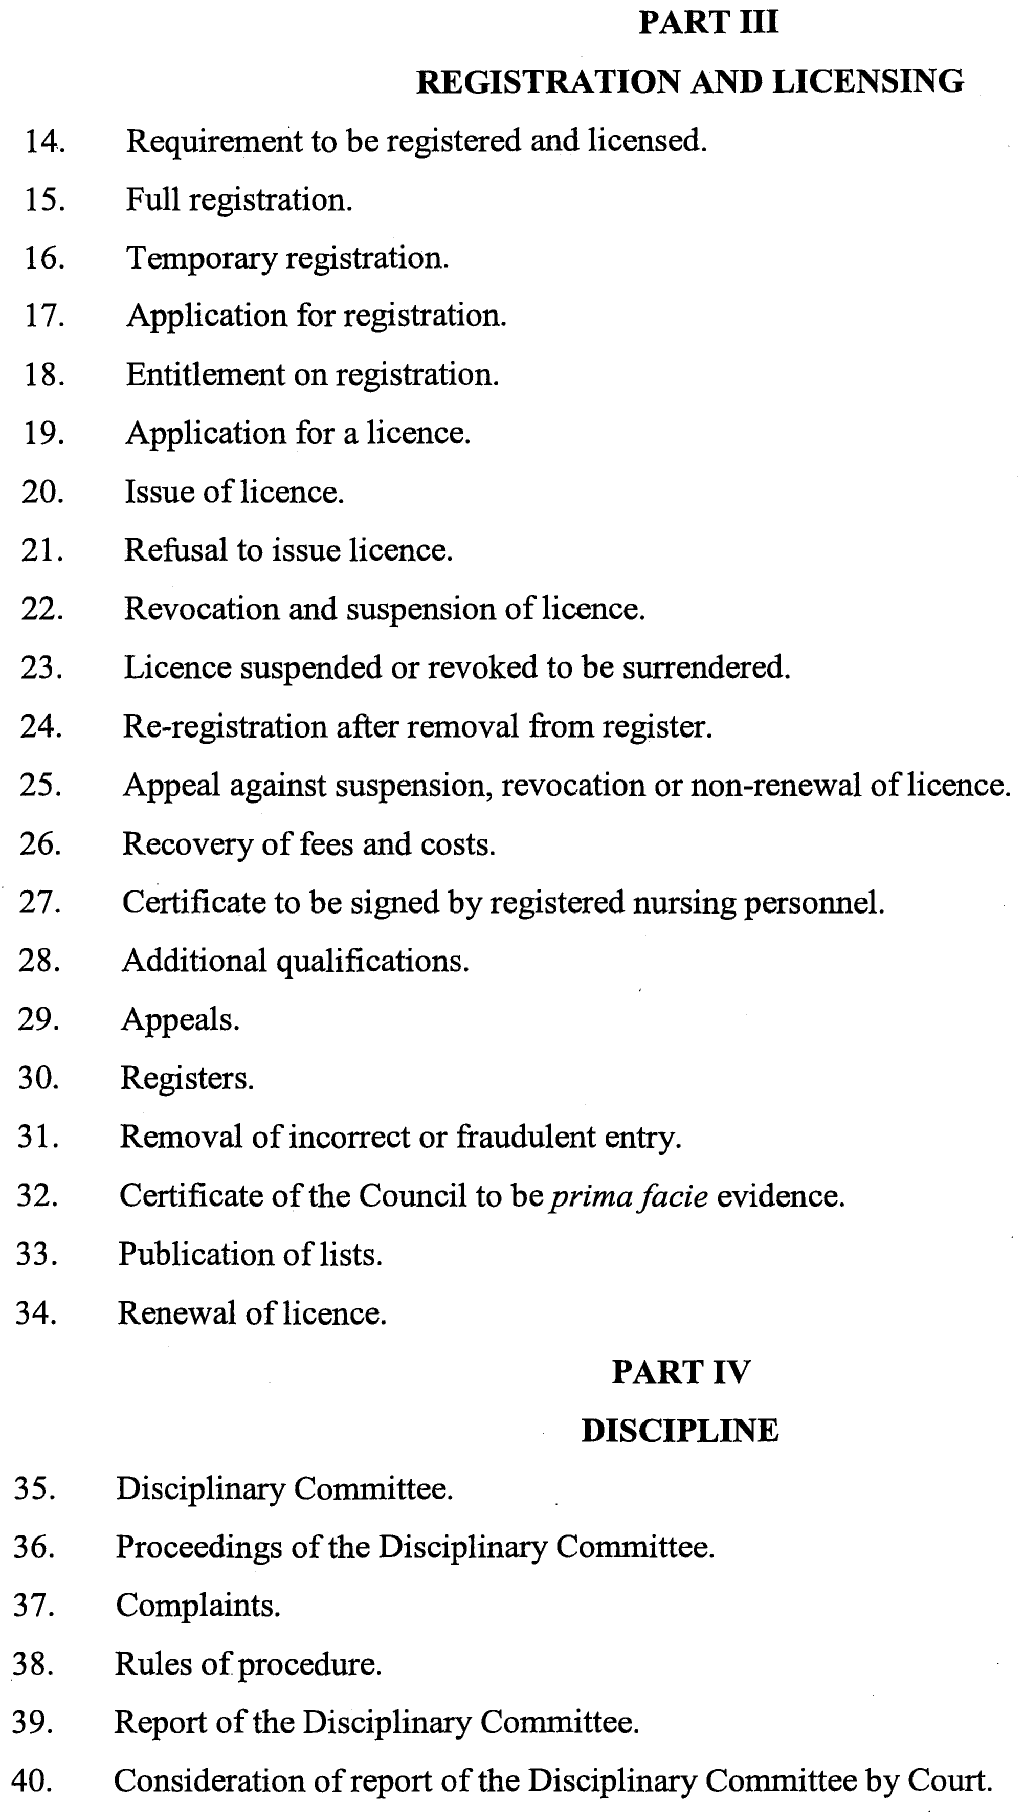 PART III
REGISTRATION AND LICENSING
14. Requirement to be registered and licensed.
15. Full registration.
16. Temporary registration.
17. Application for registration.
18. Entitlement on registration.
19. Application for a licence.
20. Issue of licence.
21. Refusal to issue licence.
22. Revocation and suspension of licence.
23. Licence suspended or revoked to be surrendered.
24. Re-registration after removal from register.
25. Appeal against suspension, revocation or non-renewal of licence.
26. Recovery of fees and costs.
27. Certificate to be signed by registered nursing personnel.
28. Additional qualifications.
29. Appeals.
30. Registers.
31. Removal of incorrect or fraudulent entry.
32. Certificate of the Council to be prima facie evidence.
33. Publication of lists.
34. Renewal of licence.
PART IV
DISCIPLINE
35. Disciplinary Committee.
36. Proceedings of the Disciplinary Committee.
37. Complaints.
38. Rules of procedure.
39. Report of the Disciplinary Committee.
40. Consideration of report of the Disciplinary Committee by Court.